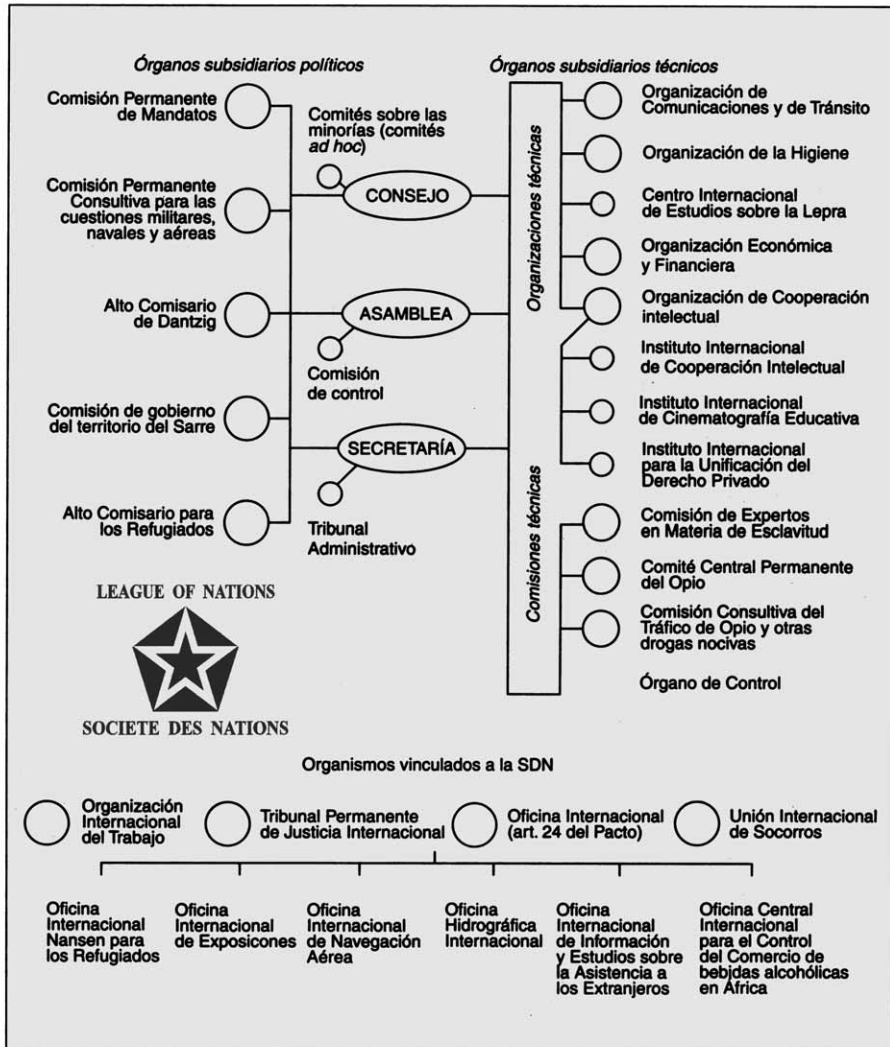 Órganos subsidiarios políticos
Comisión Permanente
de Mandatos
Comisión Permanente
Consultiva para las
cuestiones militares,
navales y aéreas
Alto Comisario
de Dantzig
Comisión de gobierno
del territorio del Sarre
Alto Comisario para
los Refugiados
Comités sobre las
minorías (comités
ad hoc)
CONSEJO
ASAMBLEA
Comisión
de control
SECRETARÍA
Tribunal
Administrativo
Órganos subsidiarios técnicos
Organizaciones técnicas
Comisiones técnicas
Organización de
Comunicaciones y de Tránsito
Organización de la Higiene
Centro Internacional
de Estudios sobre la Lepra
Organización Económica
y Financiera
Organización de Cooperación
intelectual
Instituto Internacional
de Cooperación Intelectual
Instituto Internacional
de Cinematografía Educativa
Instituto Internacional
para la Unificación del
Derecho Privado
Comisión de Expertos
en Materia de Esclavitud
Comité Central Permanente
del Opio
Comisión Consultiva del
Tráfico de Opio y otras
drogas nocivas
Órgano de Control
LEAGUE OF NATIONS
SOCIETE DES NATIONS
Organismos vinculados a la SDN
Organización
Internacional
del Trabajo
Tribunal Permanente
de Justicia Internacional
Oficina Internacional
(art. 24 del Pacto)
Unión Internacional
de Socorros
Oficina
Internacional
Nansen para
los Refugiados
Oficina
Internacional
de Exposicones
Oficina
Internacional
de Navegación
Aérea
Oficina
Hidrográfica
Internacional
Oficina
Internacional
de Información
y Estudios sobre
la Asistencia a
los Extranjeros
Oficina Central
Internacional
para el Control
del Comercio de
bebidas alcohólicas
en África